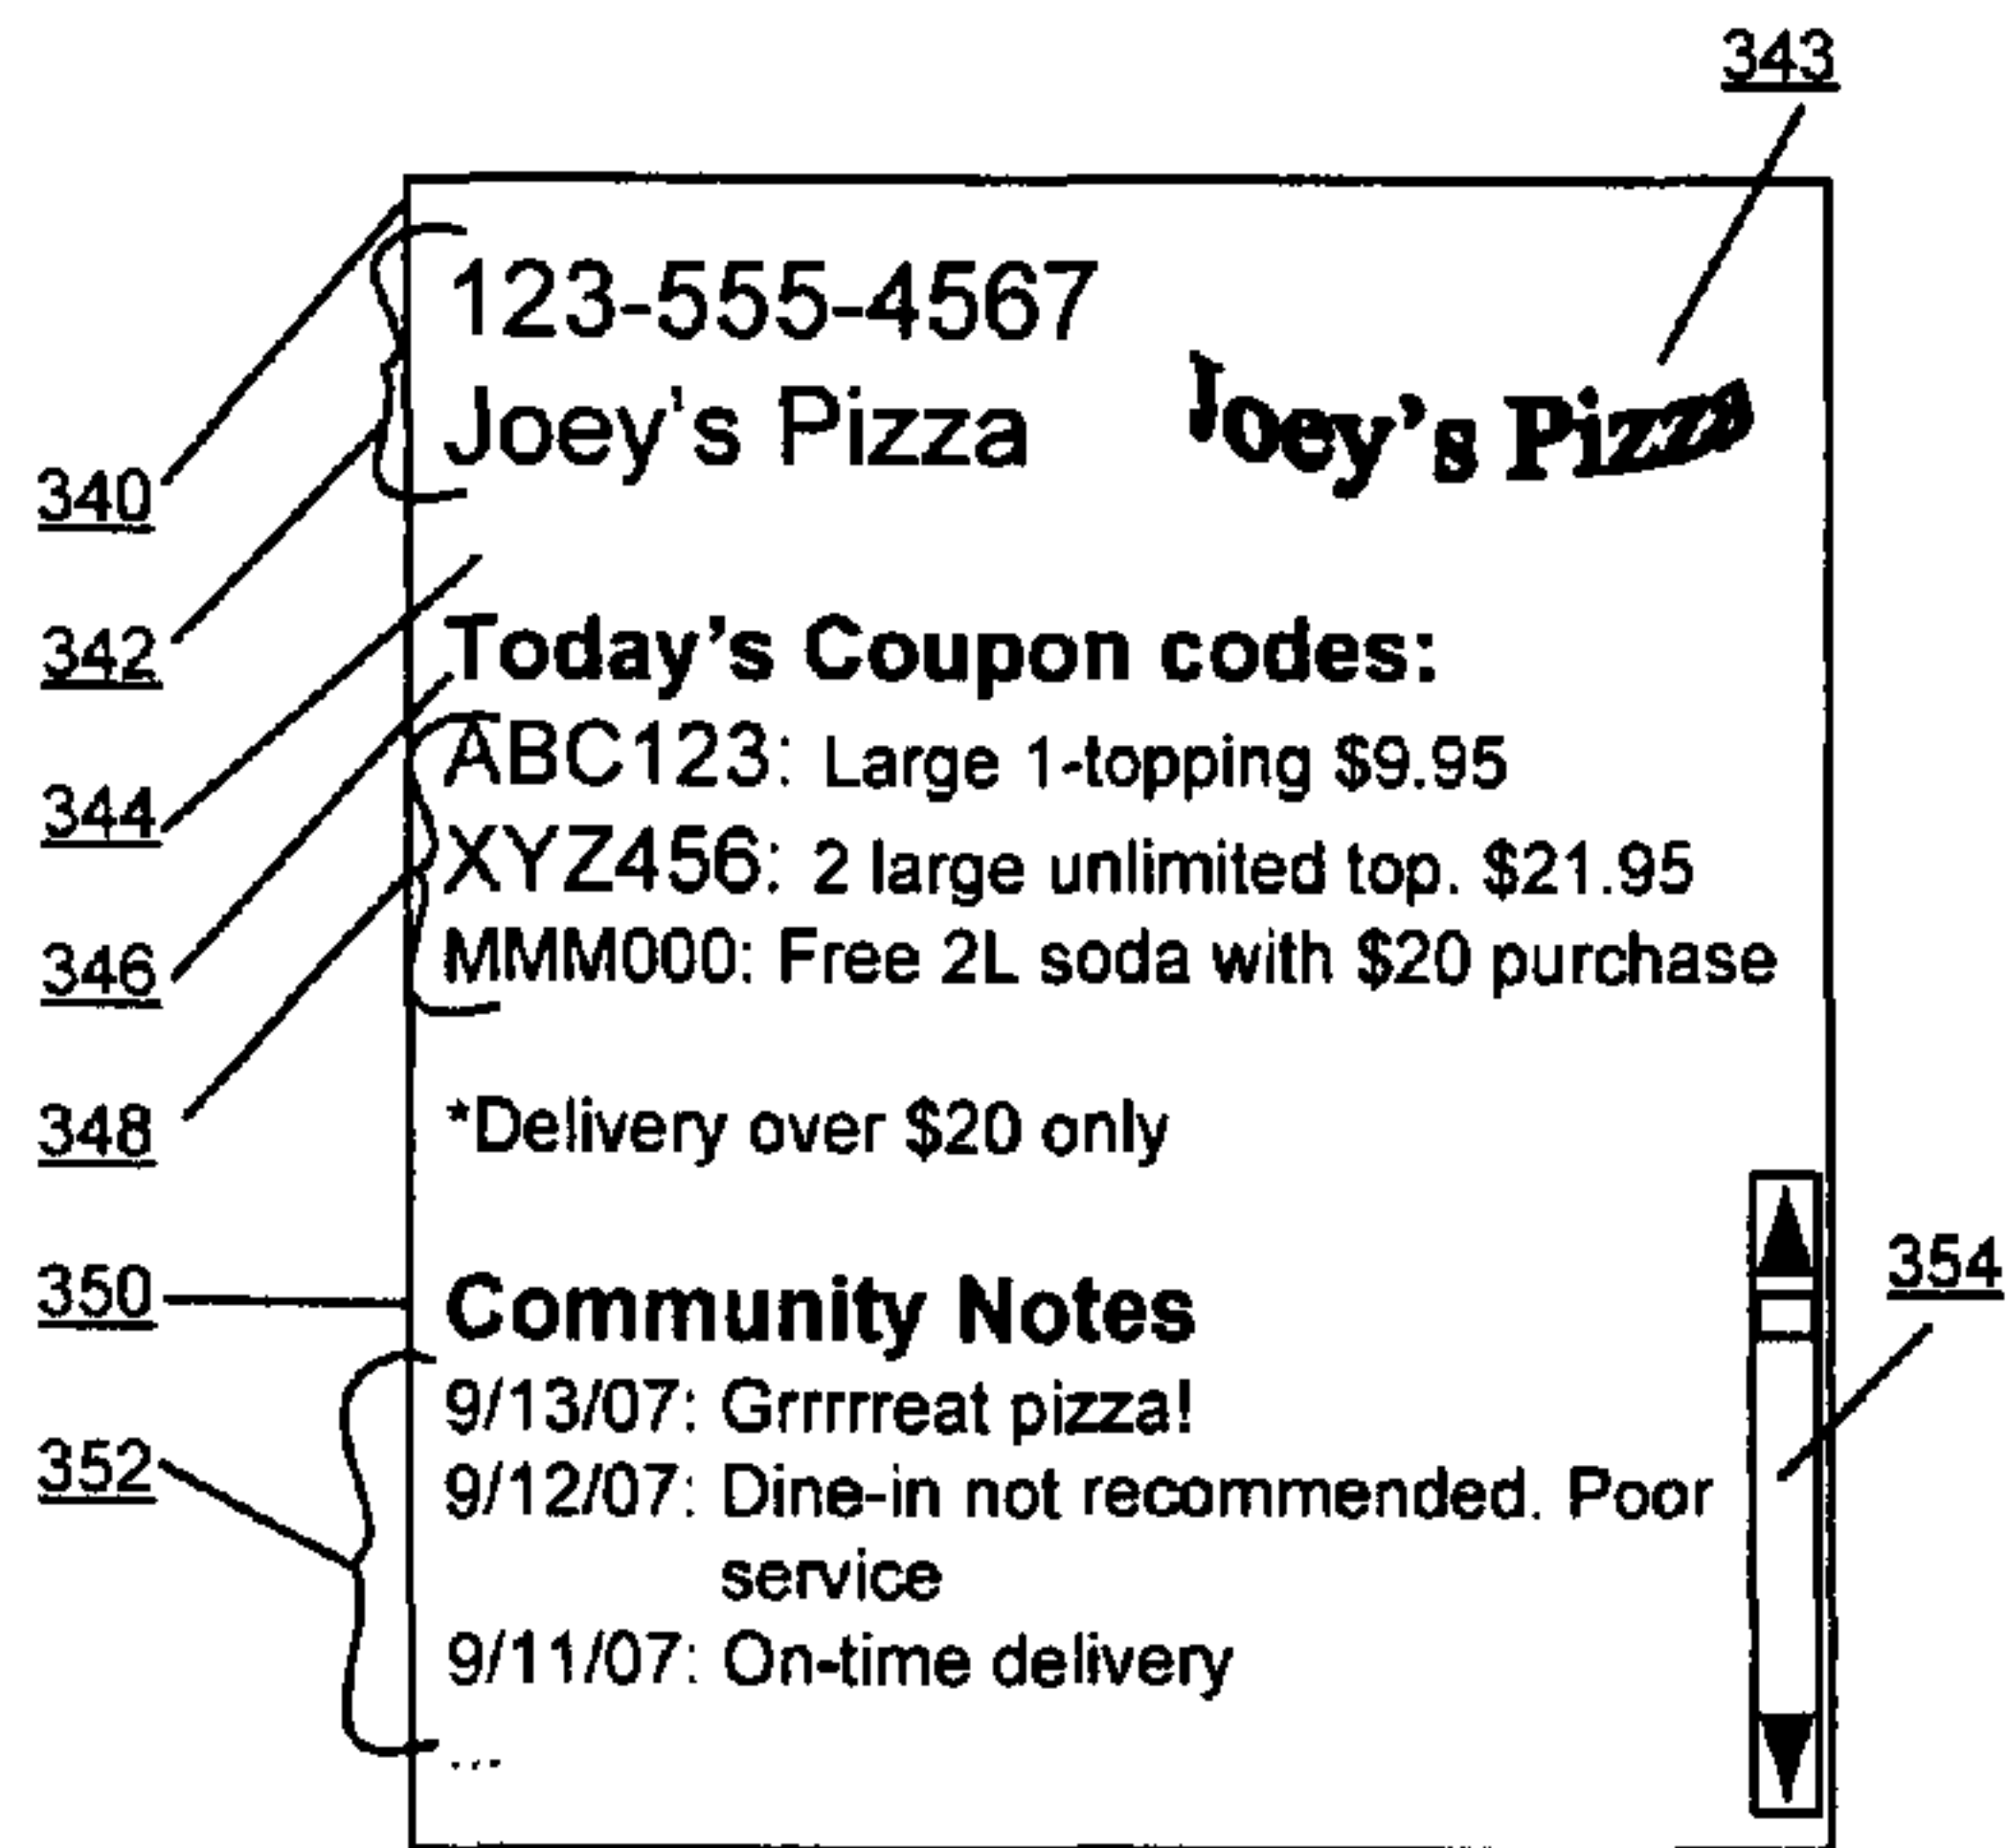 343
123-555-4567
Joey's Pizza
Joey's Pizza
340
342
Today's Coupon codes:
344
ABC123: Large 1-topping $9.95
XYZ456: 2 large unlimited top. $21.95
346
MMM000: Free 2L soda with $20 purchase
348
*Delivery over $20 only
350
Community Notes
354
9/13/07: Grrrrreat pizza!
352
9/12/07: Dine-in not recommended. Poor
service
9/11/07: On-time delivery
...